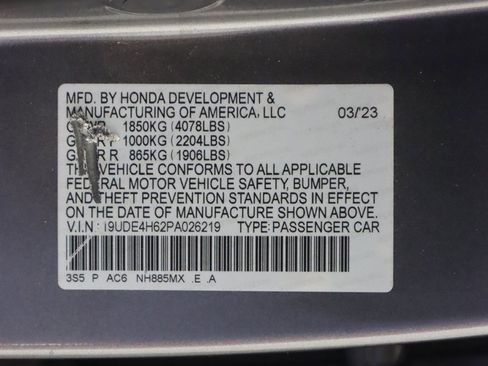 MFD. BY HONDA DEVELOPMENT &
MANUFACTURING OF AMERICA, LLC 03/'23
1850KG (4078LBS)
1000KG (2204LBS)
R 865KG (1906LBS)
THE VEHICLE CONFORMS TO ALL APPLICABLE
FEDERAL MOTOR VEHICLE SAFETY, BUMPER,
AND THEFT PREVENTION STANDARDS IN EFFECT
ON THE DATE OF MANUFACTURE SHOWN ABOVE.
V.I.N : 19UDE4H62PA026219 TYPE: PASSENGER CAR
3S5 P AC6 NH885MX .E .A